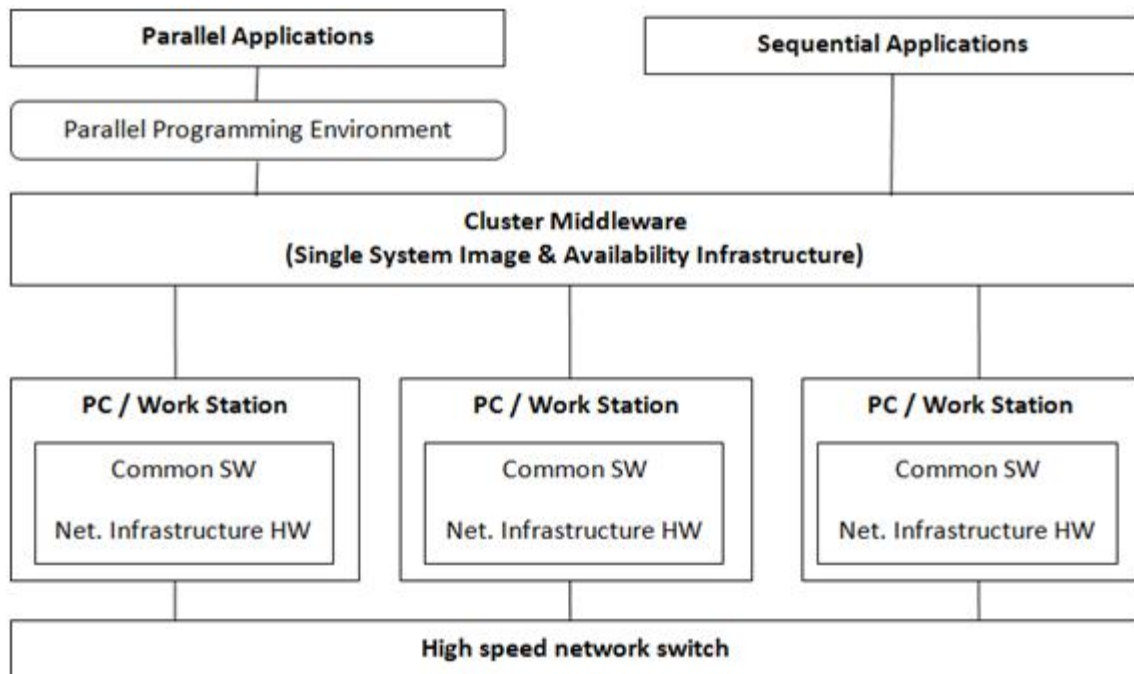 Parallel Applications
Sequential Applications
Parallel Programming Environment
Cluster Middleware
(Single System Image & Availability Infrastructure)
PC / Work Station
Common SW
Net. Infrastructure HW
PC / Work Station
Common SW
Net. Infrastructure HW
PC / Work Station
Common SW
Net. Infrastructure HW
High speed network switch